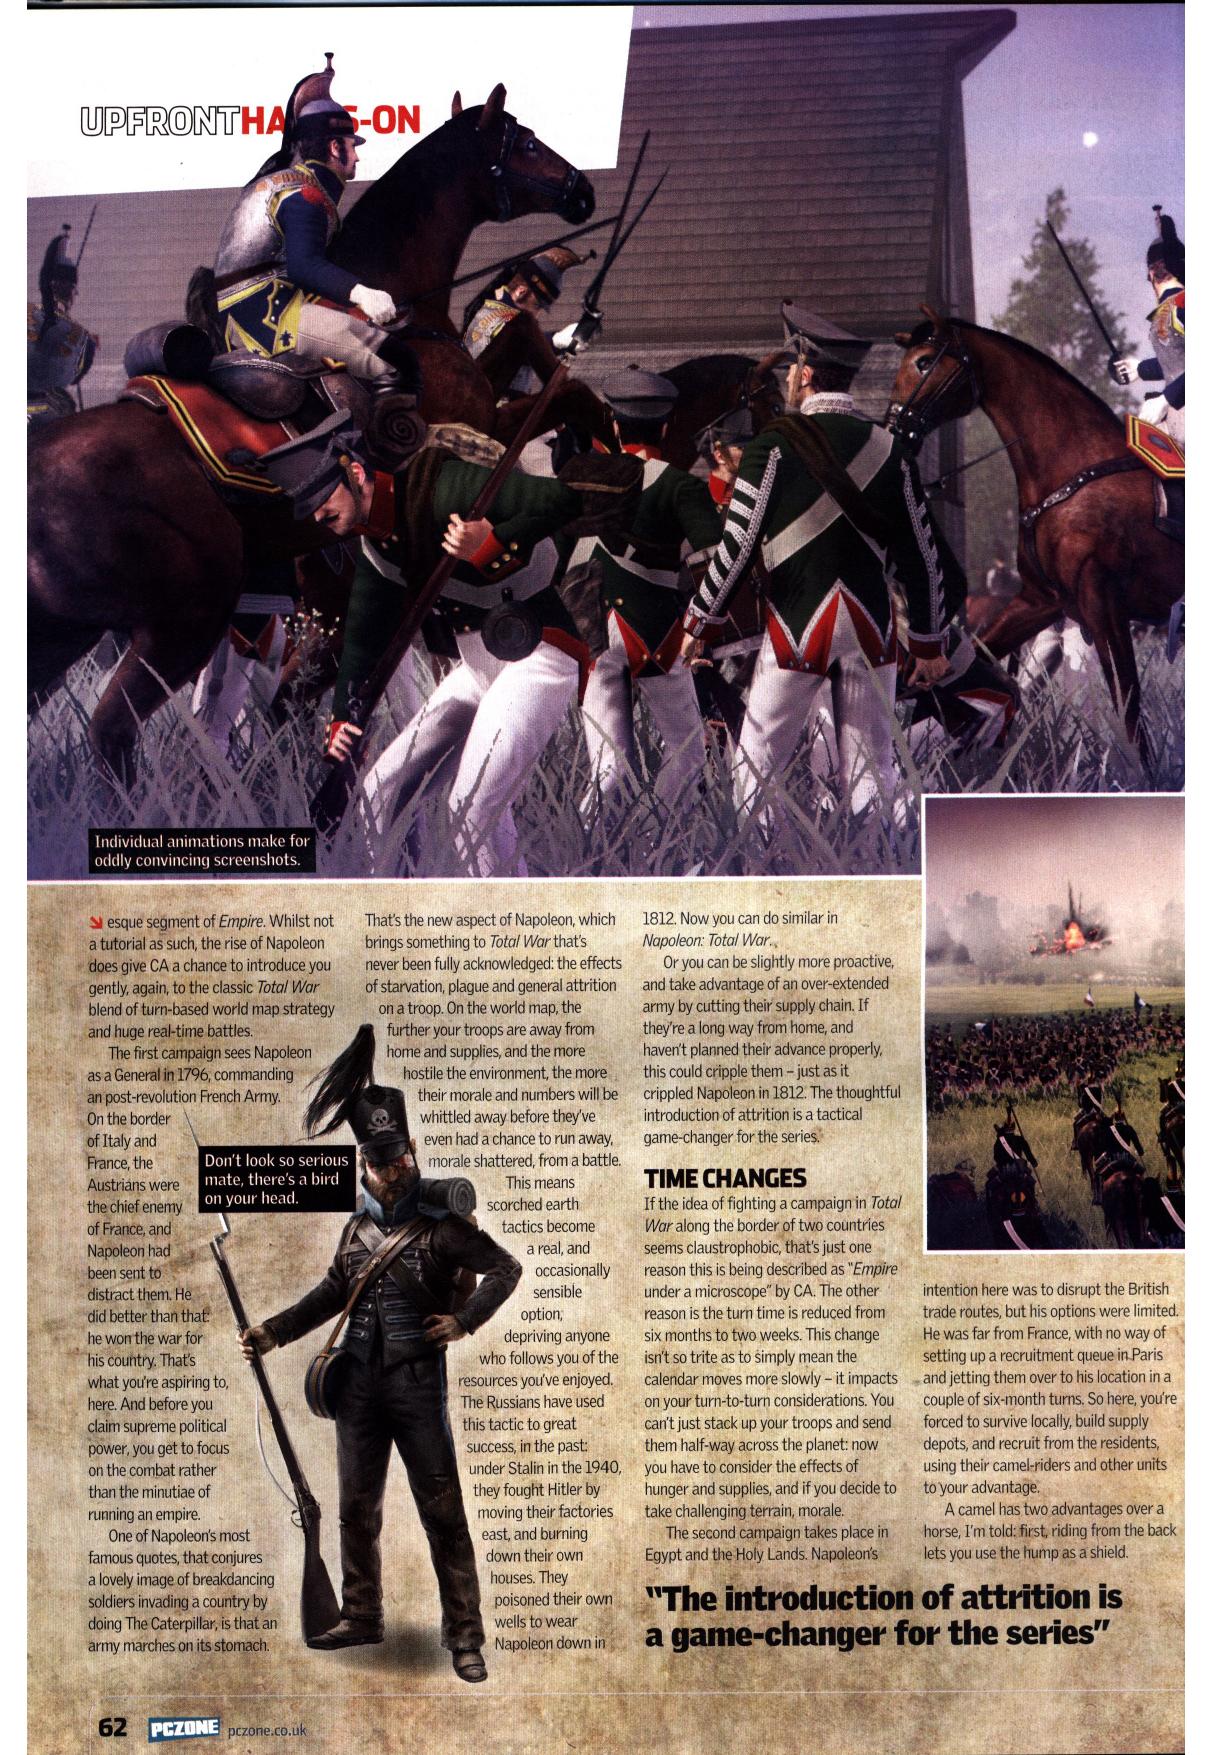 UPFRONTHANDS-ON
Individual animations make for
oddly convincing screenshots.
esque segment of Empire. Whilst not
a tutorial as such, the rise of Napoleon
does give CA a chance to introduce you
gently, again, to the classic Total War
blend of turn-based world map strategy
and huge real-time battles.
The first campaign sees Napoleon
as a General in 1796, commanding
an post-revolution French Army.
On the border
of Italy and
France, the
Austrians were
the chief enemy
of France, and
Napoleon had
been sent to
distract them. He
did better than that:
he won the war for
his country. That's
what you're aspiring to,
here. And before you
claim supreme political
power, you get to focus
on the combat rather
than the minutiae of
running an empire.
One of Napoleon's most
famous quotes, that conjures
a lovely image of breakdancing
soldiers invading a country by
doing The Caterpillar, is that an
army marches on its stomach.
Don't look so serious
mate, there's a bird
on your head.
That's the new aspect of Napoleon, which
brings something to Total War that's
never been fully acknowledged: the effects
of starvation, plague and general attrition
on a troop. On the world map, the
further your troops are away from
home and supplies, and the more
hostile the environment, the more
their morale and numbers will be
whittled away before they've
even had a chance to run away,
morale shattered, from a battle.
This means
scorched earth
tactics become
a real, and
occasionally
sensible
option,
depriving anyone
who follows you of the
resources you've enjoyed.
The Russians have used
this tactic to great
success, in the past:
under Stalin in the 1940,
they fought Hitler by
moving their factories
east, and burning
down their own
houses. They
poisoned their own
wells to wear
Napoleon down in
1812. Now you can do similar in
Napoleon: Total War.
Or you can be slightly more proactive,
and take advantage of an over-extended
army by cutting their supply chain. If
they're a long way from home, and
haven't planned their advance properly,
this could cripple them – just as it
crippled Napoleon in 1812. The thoughtful
introduction of attrition is a tactical
game-changer for the series.
TIME CHANGES
If the idea of fighting a campaign in Total
War along the border of two countries
seems claustrophobic, that's just one
reason this is being described as "Empire
under a microscope" by CA. The other
reason is the turn time is reduced from
six months to two weeks. This change
isn't so trite as to simply mean the
calendar moves more slowly – it impacts
on your turn-to-turn considerations. You
can't just stack up your troops and send
them half-way across the planet: now
you have to consider the effects of
hunger and supplies, and if you decide to
take challenging terrain, morale.
The second campaign takes place in
Egypt and the Holy Lands. Napoleon's
intention here was to disrupt the British
trade routes, but his options were limited.
He was far from France, with no way of
setting up a recruitment queue in Paris
and jetting them over to his location in a
couple of six-month turns. So here, you're
forced to survive locally, build supply
depots, and recruit from the residents,
using their camel-riders and other units
to your advantage.
A camel has two advantages over a
horse, I'm told: first, riding from the back
lets you use the hump as a shield.
"The introduction of attrition is
a game-changer for the series"
62 PCZONE pczone.co.uk